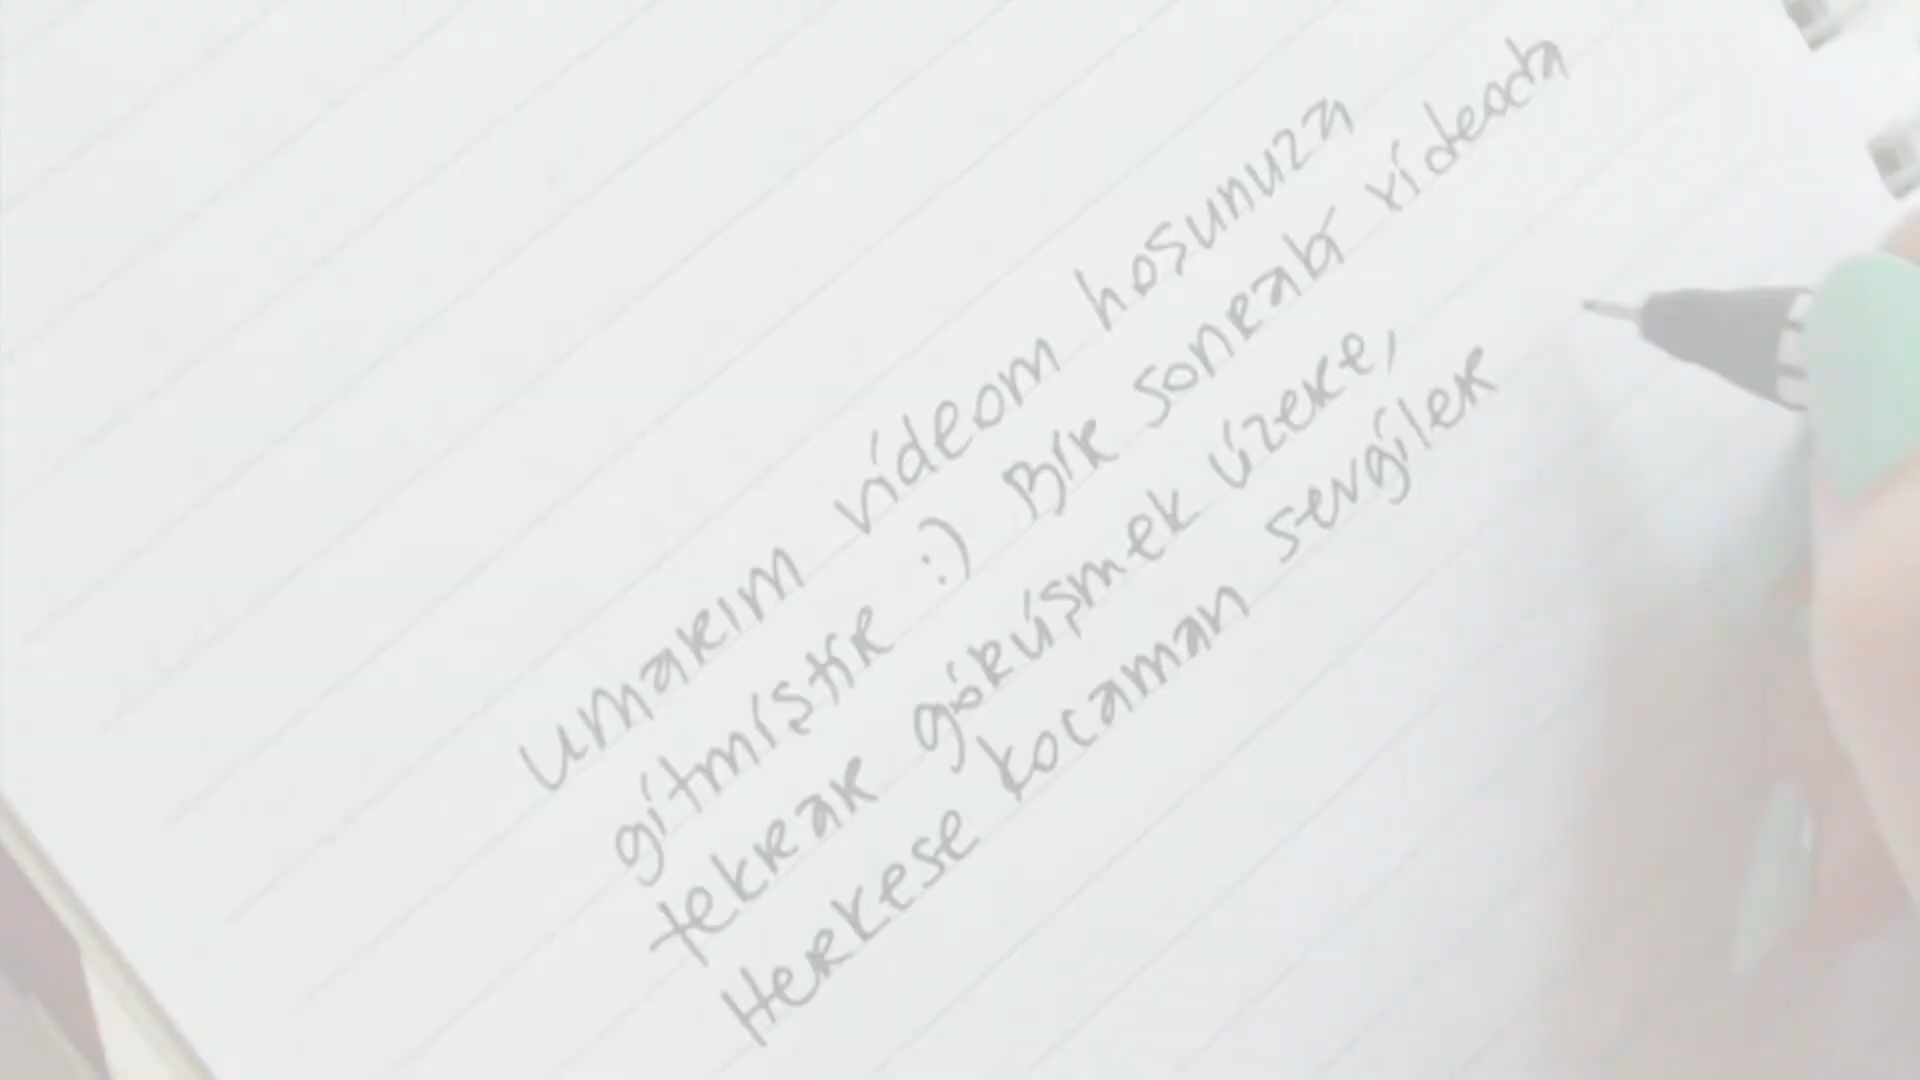 umarım videom hoşunuza
gitmiştir :) Bir sonraki videoda
tekrar görüşmek üzere,
Herkese kocaman sevgiler